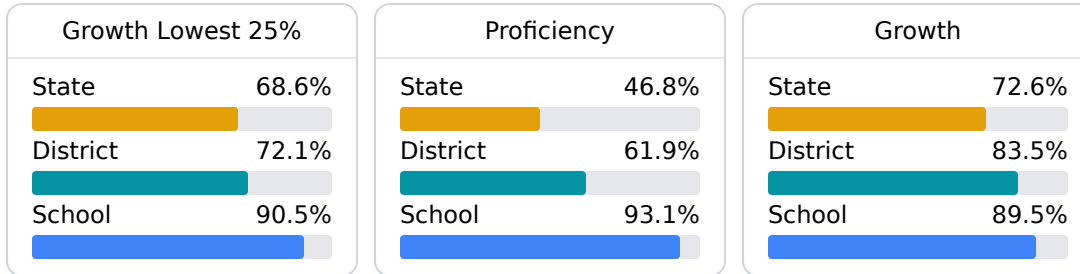 Growth Lowest 25%
State 68.6%
District 72.1%
School 90.5%
Proficiency
State 46.8%
District 61.9%
School 93.1%
Growth
State 72.6%
District 83.5%
School 89.5%